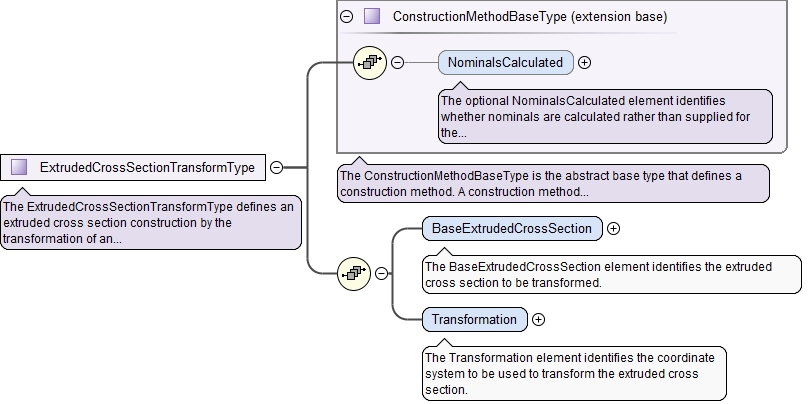 ConstructionMethodBaseType (extension base)
NominalsCalculated
The optional NominalsCalculated element identifies
whether nominals are calculated rather than supplied for
the...
ExtrudedCrossSectionTransformType
The ExtrudedCrossSectionTransformType defines an
extruded cross section construction by the
transformation of an...
The ConstructionMethodBaseType is the abstract base type that defines a
construction method. A construction method...
BaseExtrudedCrossSection
The BaseExtrudedCrossSection element identifies the extruded
cross section to be transformed.
Transformation
The Transformation element identifies the coordinate
system to be used to transform the extruded cross
section.